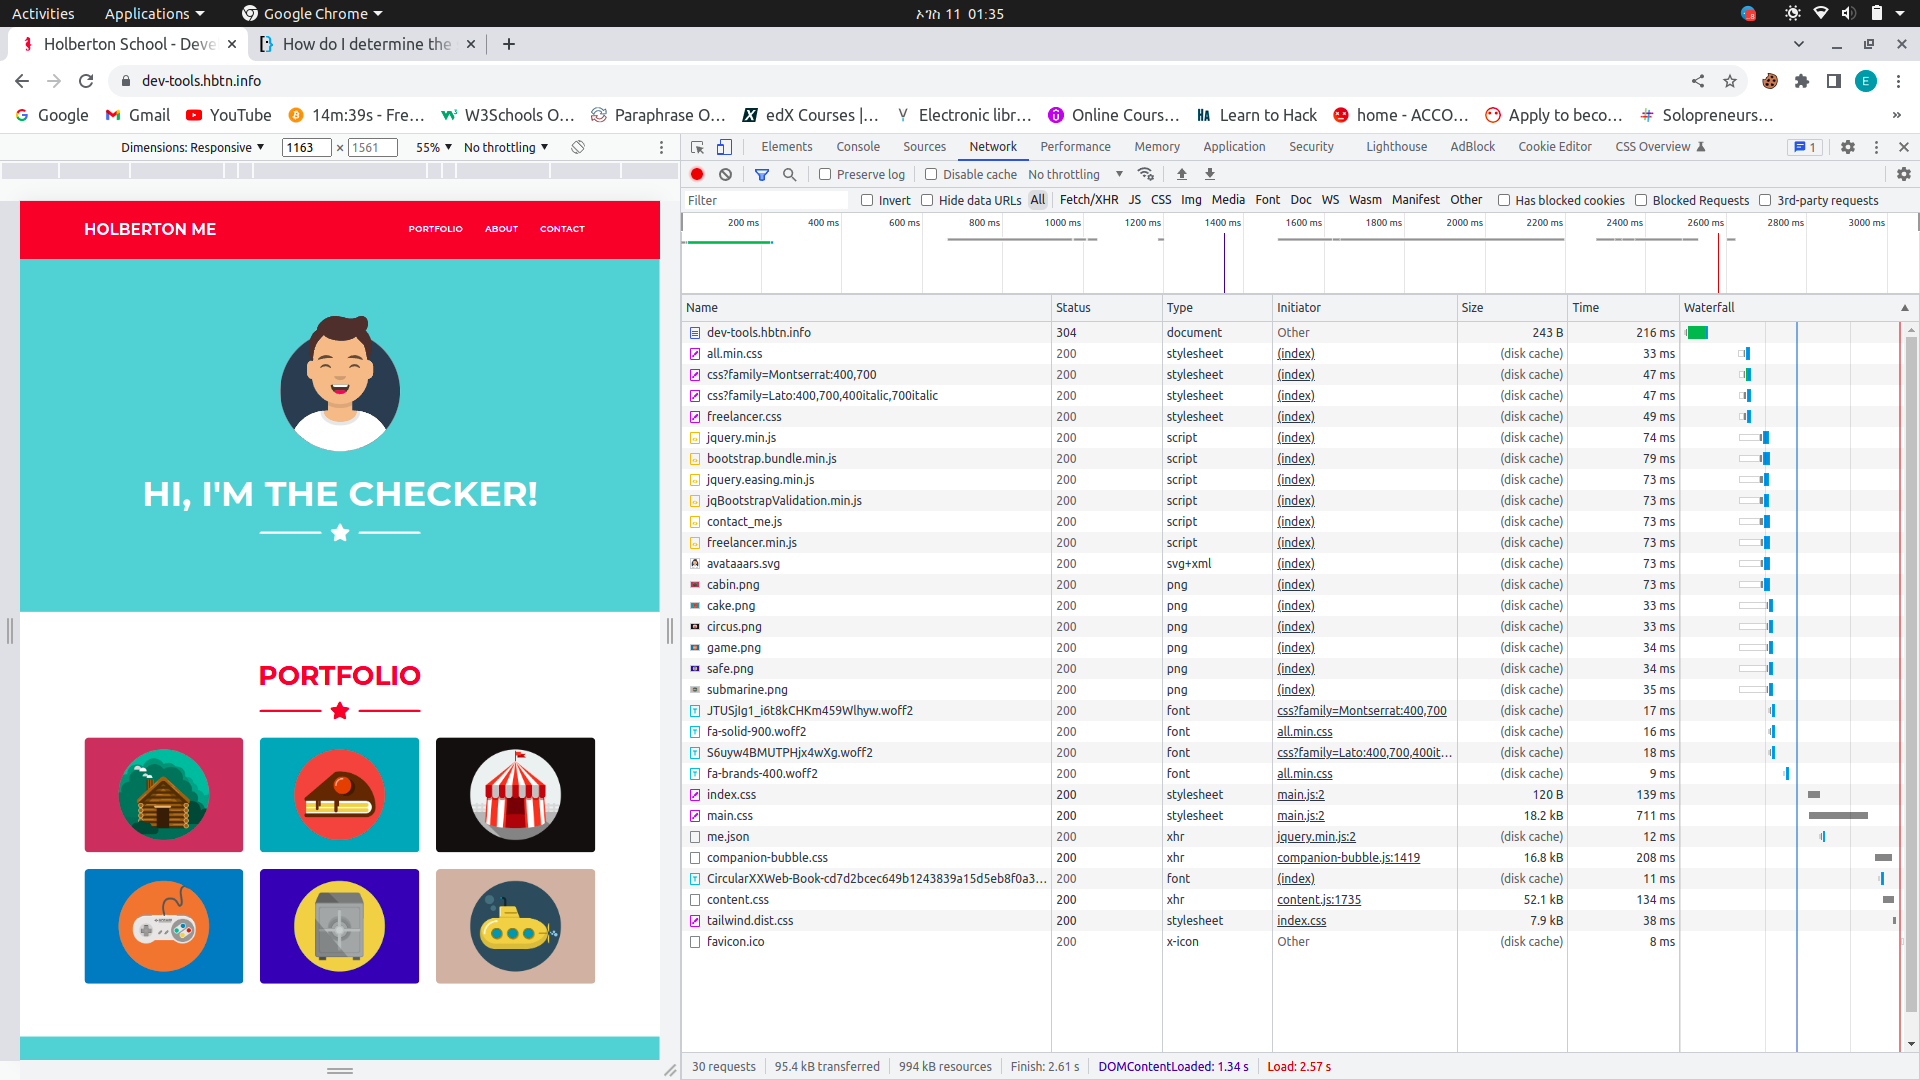 Activities Applications Google Chrome ኦገስ 11 01:35
Holberton School - Deve How do I determine the
dev-tools.hbtn.info E
Google Gmail YouTube 14m:39s - Fre… W3Schools O… Paraphrase O… edX Courses |… Electronic libr… Online Cours… Learn to Hack home - ACCO… Apply to beco… Solopreneurs… »
Dimensions: Responsive 1163 × 1561 55% No throttling
HOLBERTON ME PORTFOLIO ABOUT CONTACT
HI, I'M THE CHECKER!
PORTFOLIO
Elements Console Sources Network Performance Memory Application Security Lighthouse AdBlock Cookie Editor CSS Overview 1
Preserve log Disable cache No throttling
Filter Invert Hide data URLs All Fetch/XHR JS CSS Img Media Font Doc WS Wasm Manifest Other Has blocked cookies Blocked Requests 3rd-party requests
200 ms 400 ms 600 ms 800 ms 1000 ms 1200 ms 1400 ms 1600 ms 1800 ms 2000 ms 2200 ms 2400 ms 2600 ms 2800 ms 3000 ms
Name Status Type Initiator Size Time Waterfall
dev-tools.hbtn.info 304 document Other 243 B 216 ms
all.min.css 200 stylesheet (index) (disk cache) 33 ms
css?family=Montserrat:400,700 200 stylesheet (index) (disk cache) 47 ms
css?family=Lato:400,700,400italic,700italic 200 stylesheet (index) (disk cache) 47 ms
freelancer.css 200 stylesheet (index) (disk cache) 49 ms
jquery.min.js 200 script (index) (disk cache) 74 ms
bootstrap.bundle.min.js 200 script (index) (disk cache) 79 ms
jquery.easing.min.js 200 script (index) (disk cache) 73 ms
jqBootstrapValidation.min.js 200 script (index) (disk cache) 73 ms
contact_me.js 200 script (index) (disk cache) 73 ms
freelancer.min.js 200 script (index) (disk cache) 73 ms
avataaars.svg 200 svg+xml (index) (disk cache) 73 ms
cabin.png 200 png (index) (disk cache) 73 ms
cake.png 200 png (index) (disk cache) 33 ms
circus.png 200 png (index) (disk cache) 33 ms
game.png 200 png (index) (disk cache) 34 ms
safe.png 200 png (index) (disk cache) 34 ms
submarine.png 200 png (index) (disk cache) 35 ms
JTUSjIg1_i6t8kCHKm459Wlhyw.woff2 200 font css?family=Montserrat:400,700 (disk cache) 17 ms
fa-solid-900.woff2 200 font all.min.css (disk cache) 16 ms
S6uyw4BMUTPHjx4wXg.woff2 200 font css?family=Lato:400,700,400it… (disk cache) 18 ms
fa-brands-400.woff2 200 font all.min.css (disk cache) 9 ms
index.css 200 stylesheet main.js:2 120 B 139 ms
main.css 200 stylesheet main.js:2 18.2 kB 711 ms
me.json 200 xhr jquery.min.js:2 (disk cache) 12 ms
companion-bubble.css 200 xhr companion-bubble.js:1419 16.8 kB 208 ms
CircularXXWeb-Book-cd7d2bcec649b1243839a15d5eb8f0a3… 200 font (index) (disk cache) 11 ms
content.css 200 xhr content.js:1735 52.1 kB 134 ms
tailwind.dist.css 200 stylesheet index.css 7.9 kB 38 ms
favicon.ico 200 x-icon Other (disk cache) 8 ms
30 requests 95.4 kB transferred 994 kB resources Finish: 2.61 s DOMContentLoaded: 1.34 s Load: 2.57 s